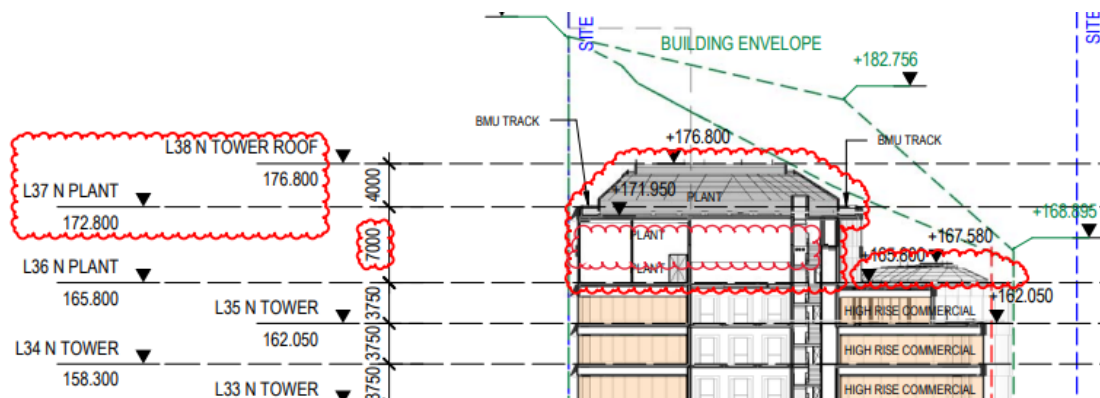 SITE
BUILDING ENVELOPE
+182.756
SITE
BMU TRACK
+176.800
BMU TRACK
L38 N TOWER ROOF
176.800
4000
L37 N PLANT
172.800
+171.950
PLANT
+168.895
7000
PLANT
+167.580
PLANT
+165.800
L36 N PLANT
165.800
3750
L35 N TOWER
162.050
HIGH RISE COMMERCIAL
+162.050
3750
L34 N TOWER
158.300
HIGH RISE COMMERCIAL
3750
L33 N TOWER
HIGH RISE COMMERCIAL